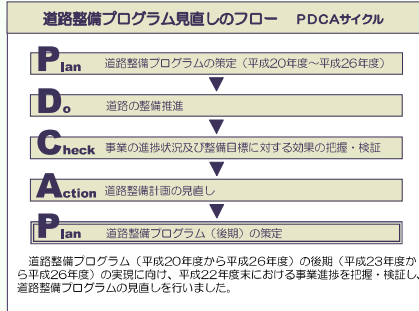 道路整備プログラム見直しのフロー PDCAサイクル
Plan 道路整備プログラムの策定（平成20年度～平成26年度）
Do 道路の整備推進
Check 事業の進捗状況及び整備目標に対する効果の把握・検証
Action 道路整備計画の見直し
Plan 道路整備プログラム（後期）の策定
道路整備プログラム（平成20年度から平成26年度）の後期（平成23年度か
ら平成26年度）の実現に向け、平成22年度末における事業進捗を把握・検証し、
道路整備プログラムの見直しを行いました。